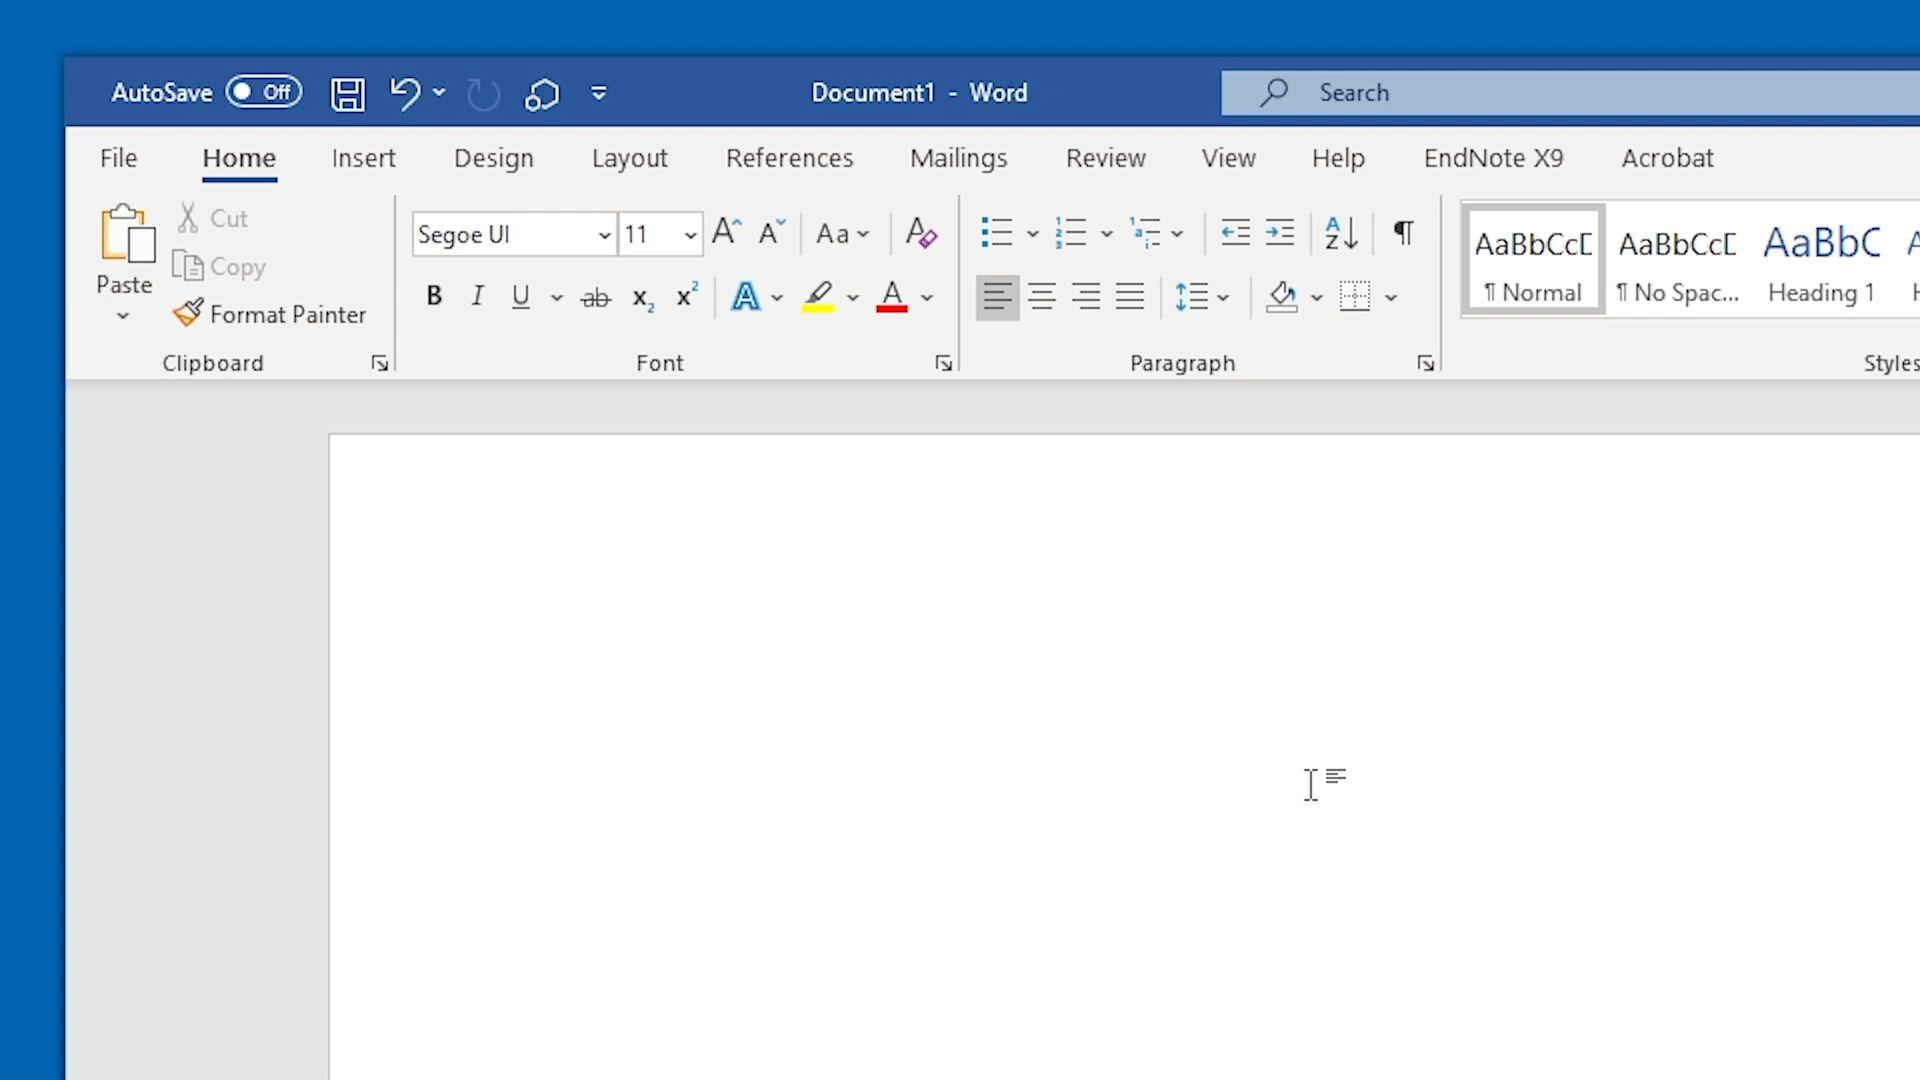 AutoSave Off Document1 - Word Search
File Home Insert Design Layout References Mailings Review View Help EndNote X9 Acrobat
Paste
Cut
Copy
Format Painter
Clipboard
Segoe UI 11 Aa
B I U ab x₂ x² A A
Font
Paragraph
AaBbCcD AaBbCcD AaBbC
¶ Normal ¶ No Spac... Heading 1
Styles